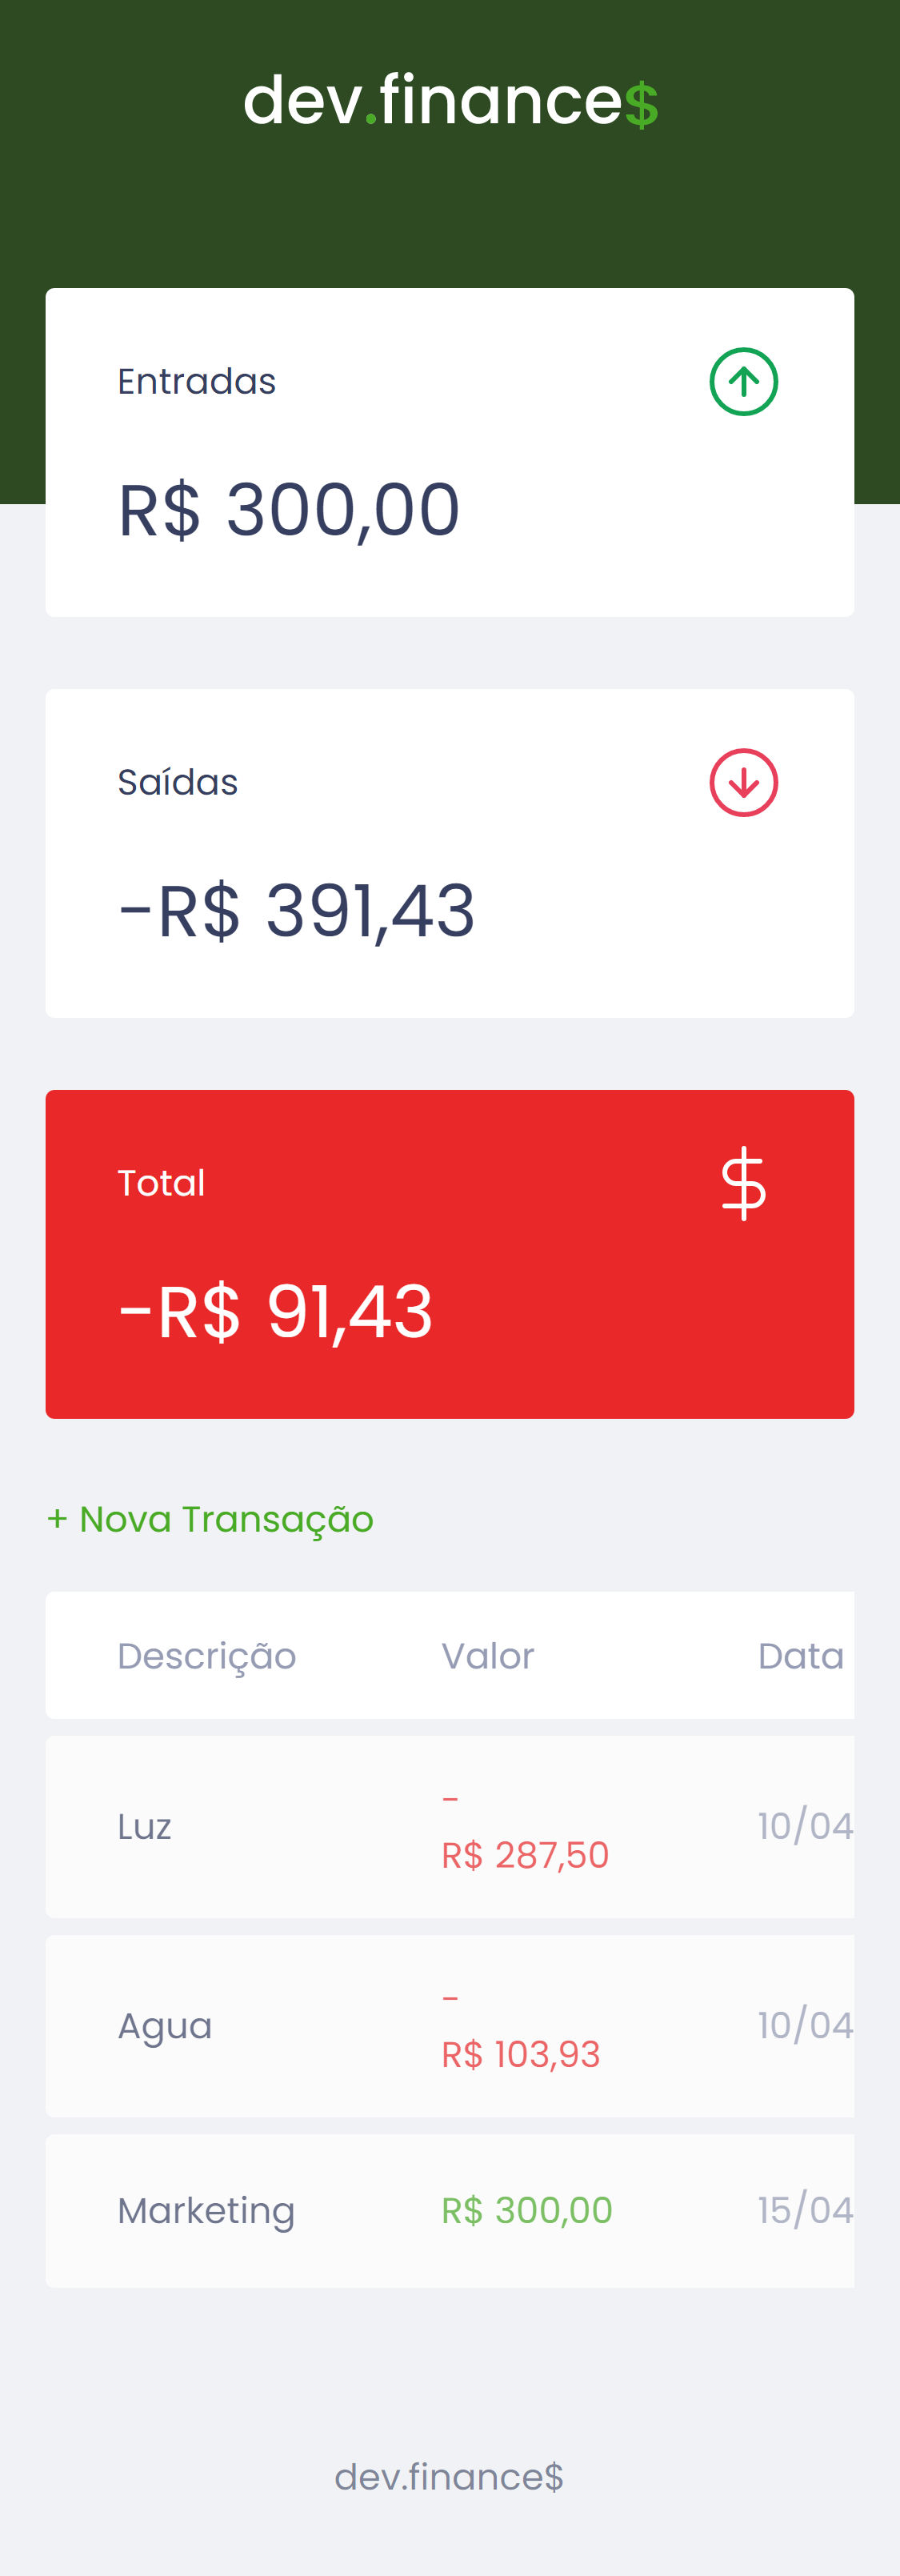 dev.finance$
Entradas
R$ 300,00
Saídas
-R$ 391,43
Total
$
-R$ 91,43
+ Nova Transação
Descrição Valor Data
Luz -
R$ 287,50 10/04
Agua -
R$ 103,93 10/04
Marketing R$ 300,00 15/04
dev.finance$